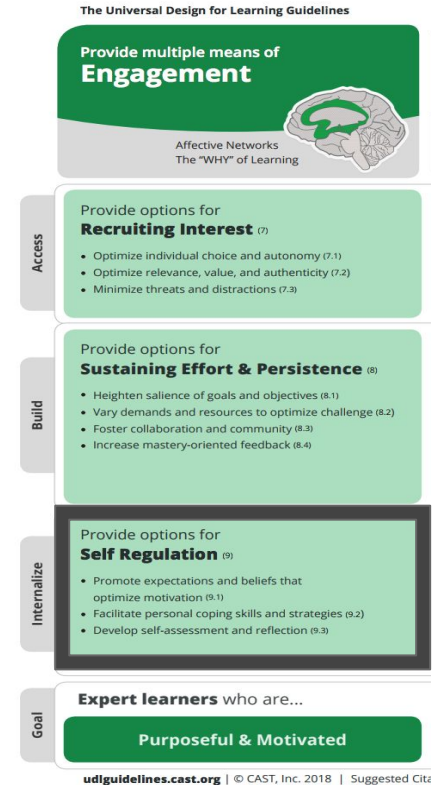 The Universal Design for Learning Guidelines
Provide multiple means of
Engagement
Affective Networks
The “WHY” of Learning
Access
Provide options for
Recruiting Interest (7)
• Optimize individual choice and autonomy (7.1)
• Optimize relevance, value, and authenticity (7.2)
• Minimize threats and distractions (7.3)
Build
Provide options for
Sustaining Effort & Persistence (8)
• Heighten salience of goals and objectives (8.1)
• Vary demands and resources to optimize challenge (8.2)
• Foster collaboration and community (8.3)
• Increase mastery-oriented feedback (8.4)
Internalize
Provide options for
Self Regulation (9)
• Promote expectations and beliefs that
optimize motivation (9.1)
• Facilitate personal coping skills and strategies (9.2)
• Develop self-assessment and reflection (9.3)
Goal
Expert learners who are...
Purposeful & Motivated
udlguidelines.cast.org | © CAST, Inc. 2018 | Suggested Cita